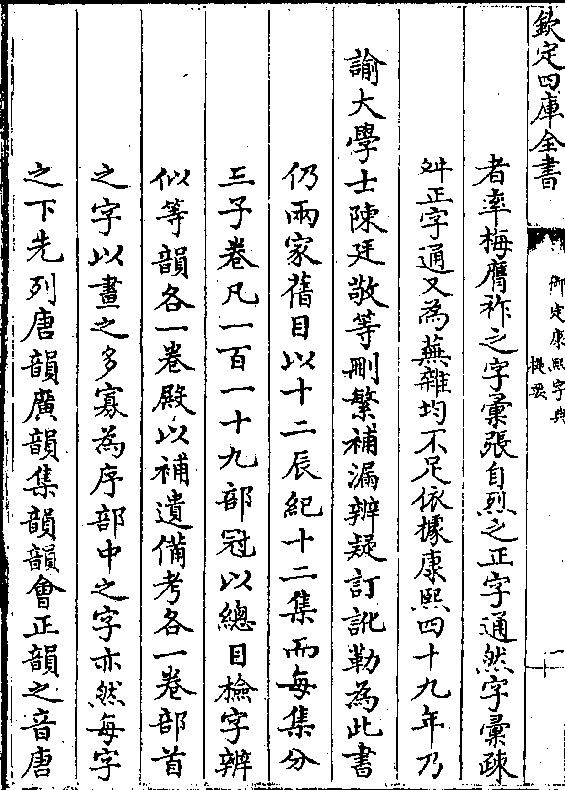 欽定四庫全書
御定康熙字典
提要
一
者率梅膺祚之字彙張自烈之正字通然字彙疎
舛正字通又為蕪雜均不足依據康熙四十九年乃
諭大學士陳廷敬等刪繁補漏辨疑訂訛勒為此書
仍兩家舊目以十二辰紀十二集而每集分
三子卷凡一百一十九部冠以總目檢字辨
似等韻各一卷殿以補遺備考各一卷部首
之字以畫之多寡為序部中之字亦然每字
之下先列唐韻廣韻集韻韻會正韻之音唐